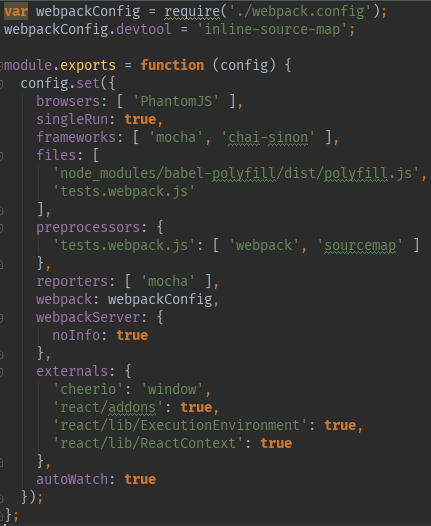 var webpackConfig = require('./webpack.config');
webpackConfig.devtool = 'inline-source-map';

module.exports = function (config) {
  config.set({
    browsers: [ 'PhantomJS' ],
    singleRun: true,
    frameworks: [ 'mocha', 'chai-sinon' ],
    files: [
      'node_modules/babel-polyfill/dist/polyfill.js',
      'tests.webpack.js'
    ],
    preprocessors: {
      'tests.webpack.js': [ 'webpack', 'sourcemap' ]
    },
    reporters: [ 'mocha' ],
    webpack: webpackConfig,
    webpackServer: {
      noInfo: true
    },
    externals: {
      'cheerio': 'window',
      'react/addons': true,
      'react/lib/ExecutionEnvironment': true,
      'react/lib/ReactContext': true
    },
    autoWatch: true
  });
};